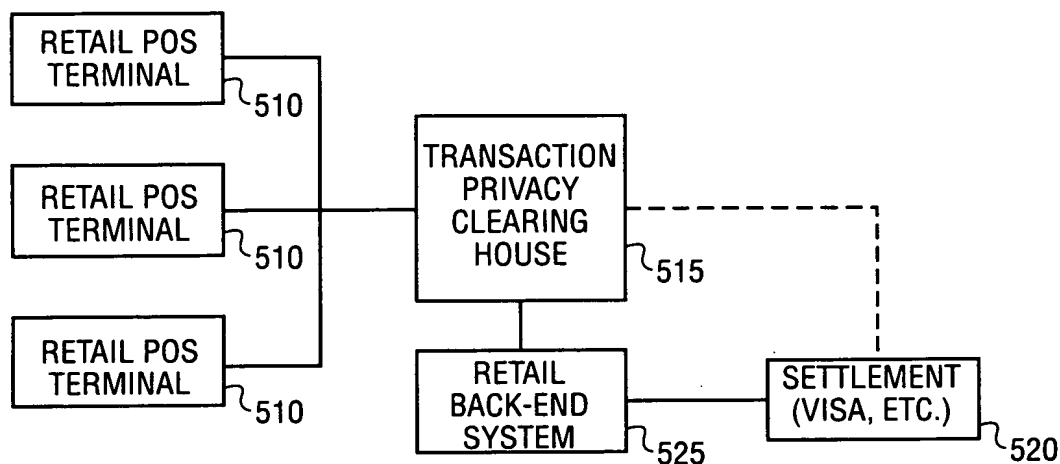 RETAIL POS
TERMINAL
510
RETAIL POS
TERMINAL
510
RETAIL POS
TERMINAL
510
TRANSACTION
PRIVACY
CLEARING
HOUSE
515
RETAIL
BACK-END
SYSTEM
525
SETTLEMENT
(VISA, ETC.)
520